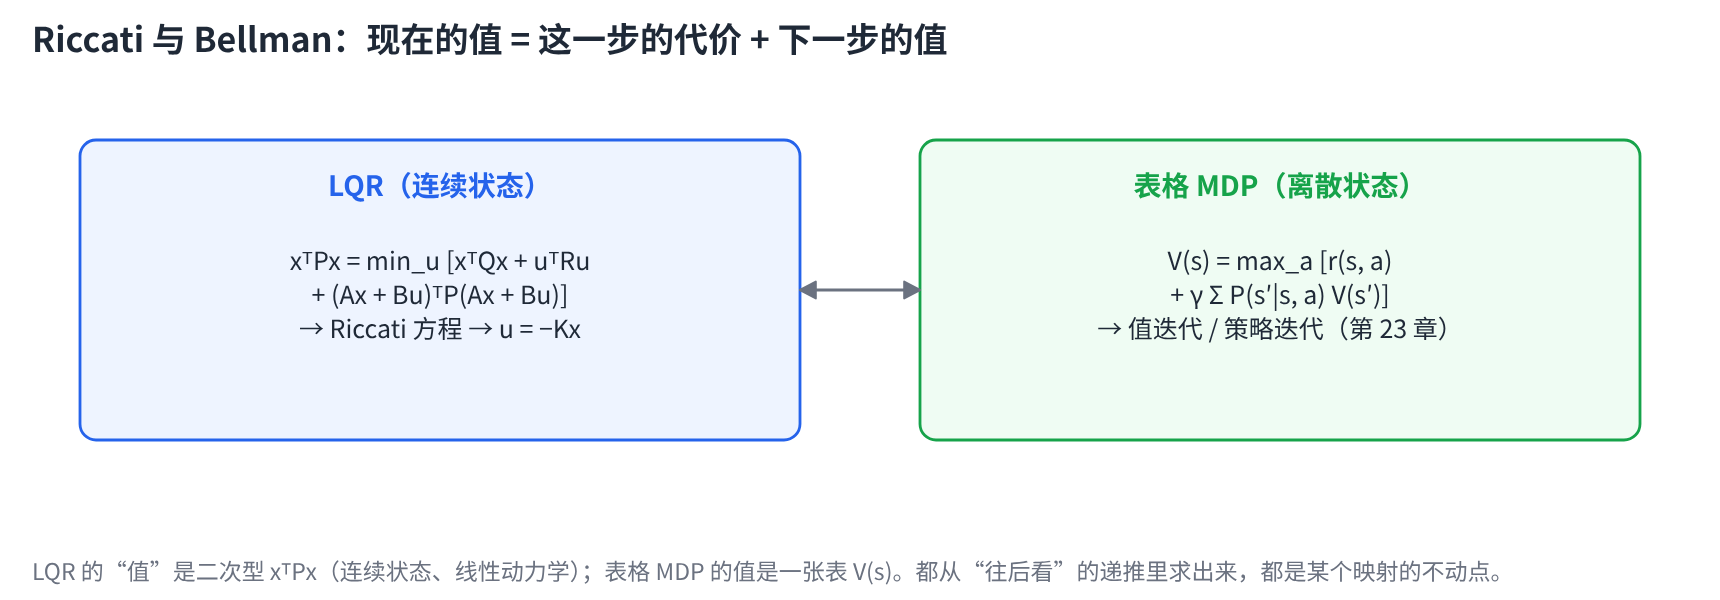 Riccati 与 Bellman：现在的值 = 这一步的代价 + 下一步的值
LQR（连续状态）
xᵀPx = min_u [xᵀQx + uᵀRu
+ (Ax + Bu)ᵀP(Ax + Bu)]
→ Riccati 方程 → u = −Kx
表格 MDP（离散状态）
V(s) = max_a [r(s, a)
+ γ Σ P(s′|s, a) V(s′)]
→ 值迭代 / 策略迭代（第 23 章）
LQR 的“值”是二次型 xᵀPx（连续状态、线性动力学）；表格 MDP 的值是一张表 V(s)。都从“往后看”的递推里求出来，都是某个映射的不动点。